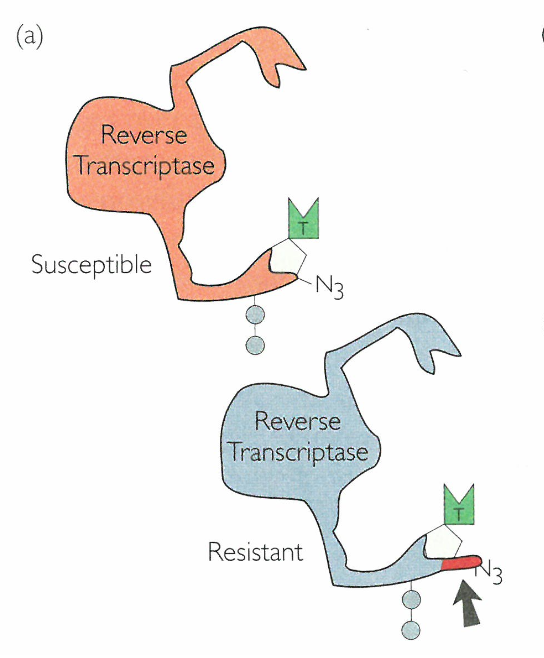 (a)
Reverse
Transcriptase
T
Susceptible
N3
Reverse
Transcriptase
T
Resistant
N3